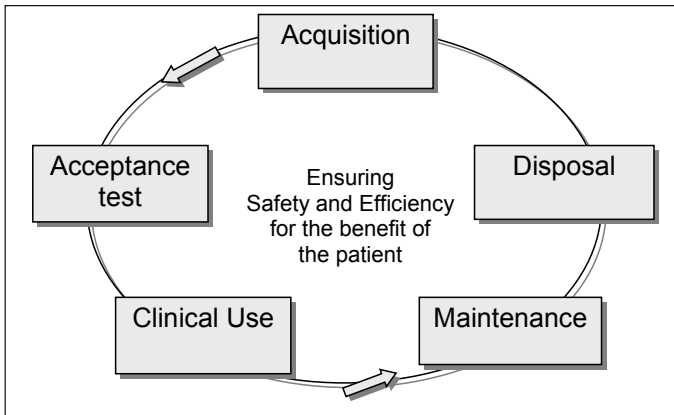 Acquisition
Acceptance
test
Disposal
Ensuring
Safety and Efficiency
for the benefit of
the patient
Clinical Use
Maintenance